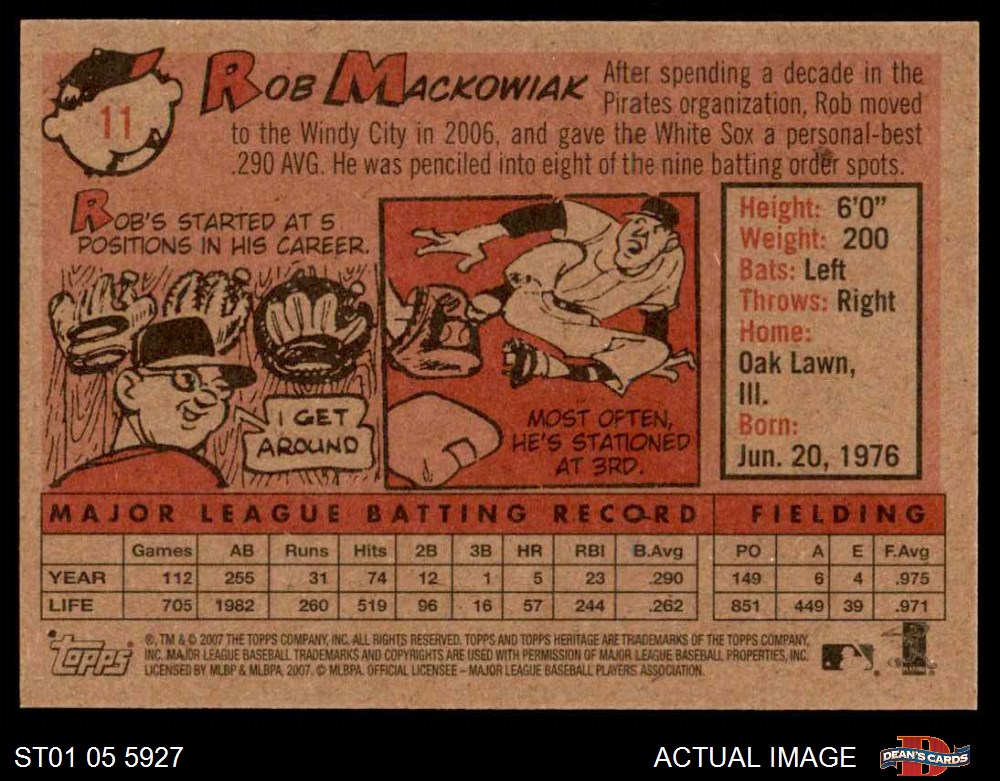 11
ROB MACKOWIAK
After spending a decade in the
Pirates organization, Rob moved
to the Windy City in 2006, and gave the White Sox a personal-best
.290 AVG. He was penciled into eight of the nine batting order spots.
ROB'S STARTED AT 5
POSITIONS IN HIS CAREER.
I GET
AROUND
MOST OFTEN,
HE'S STATIONED
AT 3RD.
Height: 6'0"
Weight: 200
Bats: Left
Throws: Right
Home:
Oak Lawn,
Ill.
Born:
Jun. 20, 1976
MAJOR LEAGUE BATTING RECORD FIELDING
Games AB Runs Hits 2B 3B HR RBI B.Avg PO A E F.Avg
YEAR 112 255 31 74 12 1 5 23 .290 149 6 4 .975
LIFE 705 1982 260 519 96 16 57 244 .262 851 449 39 .971
Topps
®, TM & © 2007 THE TOPPS COMPANY, INC. ALL RIGHTS RESERVED. TOPPS AND TOPPS HERITAGE ARE TRADEMARKS OF THE TOPPS COMPANY,
INC. MAJOR LEAGUE BASEBALL TRADEMARKS AND COPYRIGHTS ARE USED WITH PERMISSION OF MAJOR LEAGUE BASEBALL PROPERTIES, INC.
LICENSED BY MLBP & MLBPA, 2007. © MLBPA. OFFICIAL LICENSEE – MAJOR LEAGUE BASEBALL PLAYERS ASSOCIATION.
ST01 05 5927
ACTUAL IMAGE
DEAN'S CARDS